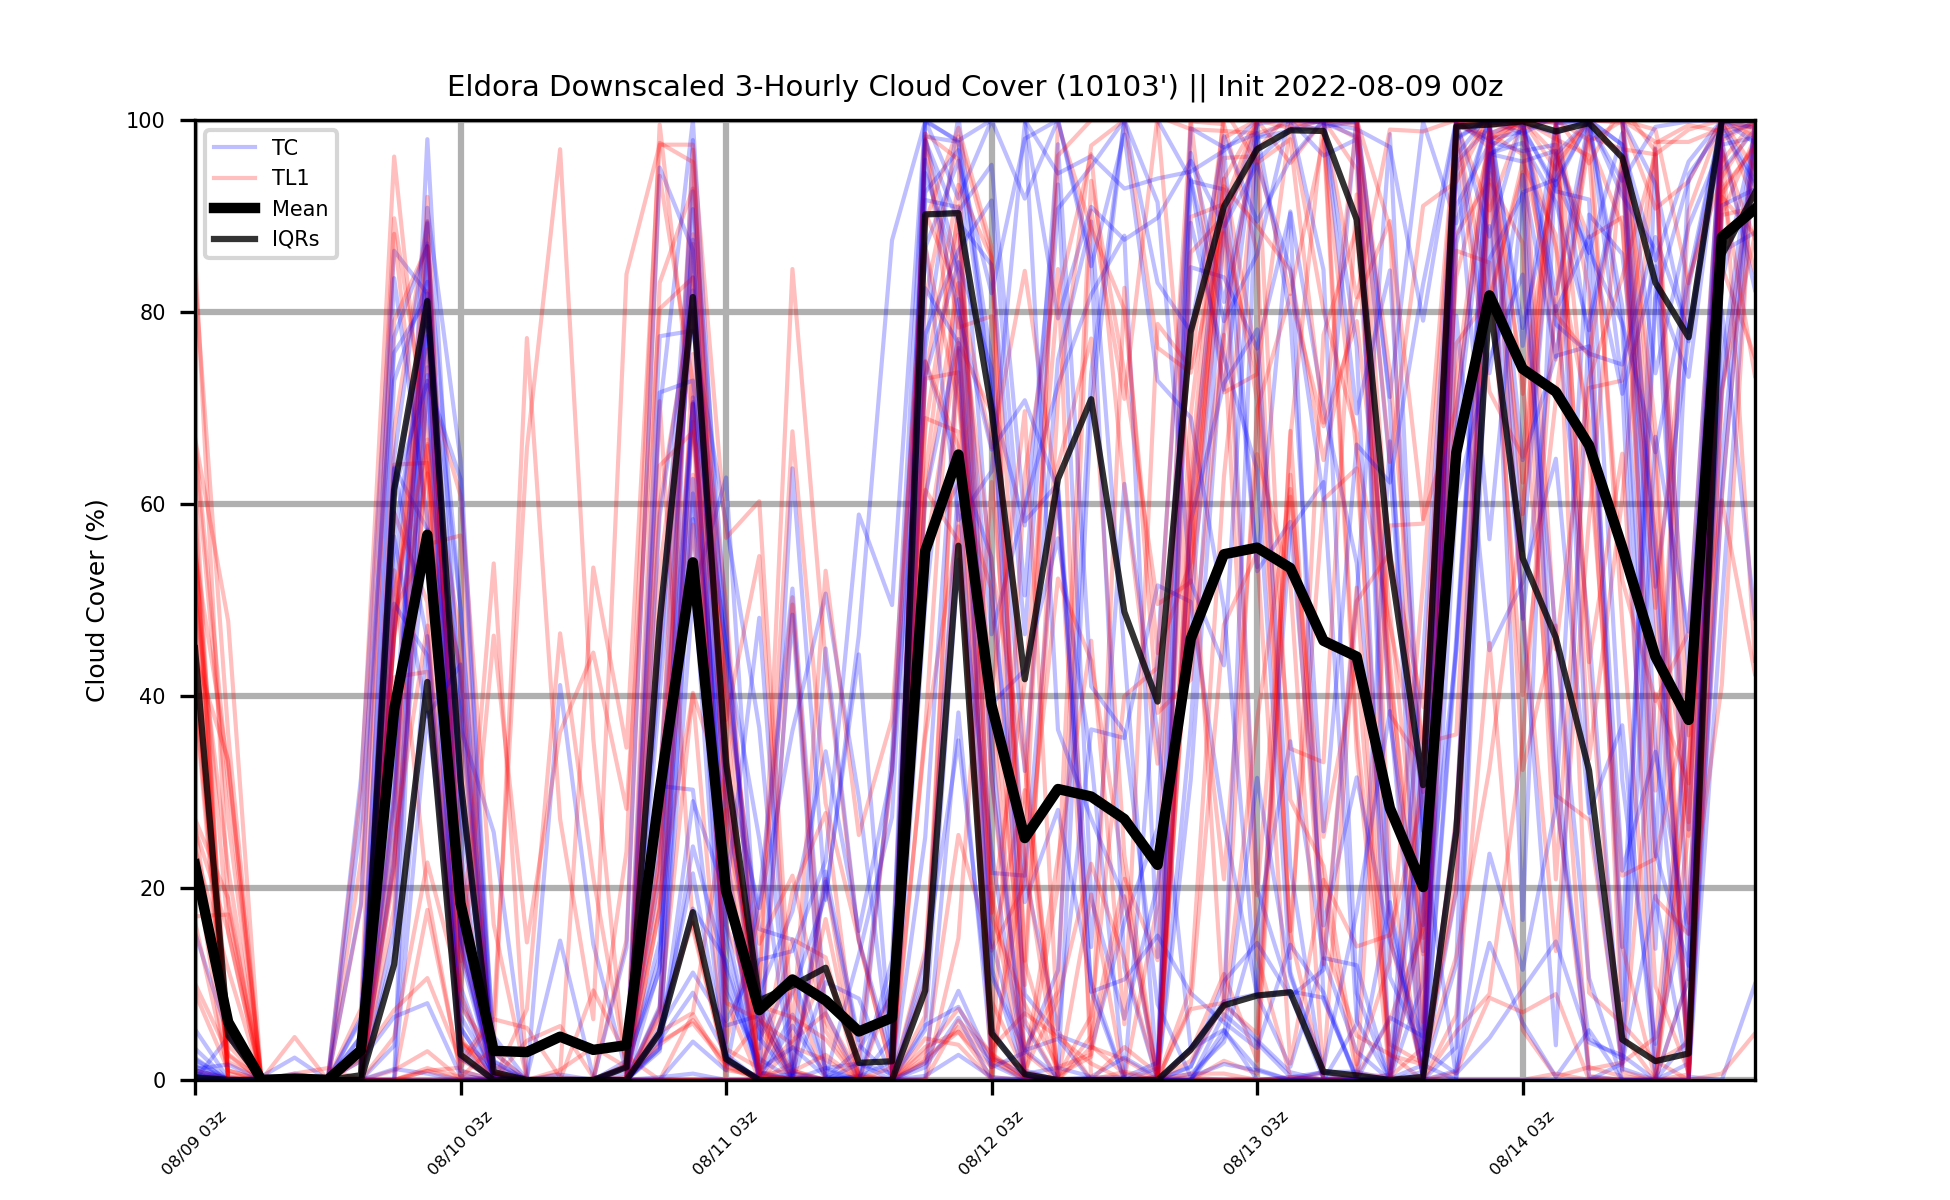 Eldora Downscaled 3-Hourly Cloud Cover (10103') || Init 2022-08-09 00z
Cloud Cover (%)
100
80
60
40
20
0
TC
TL1
Mean
IQRs
08/09 03z
08/10 03z
08/11 03z
08/12 03z
08/13 03z
08/14 03z